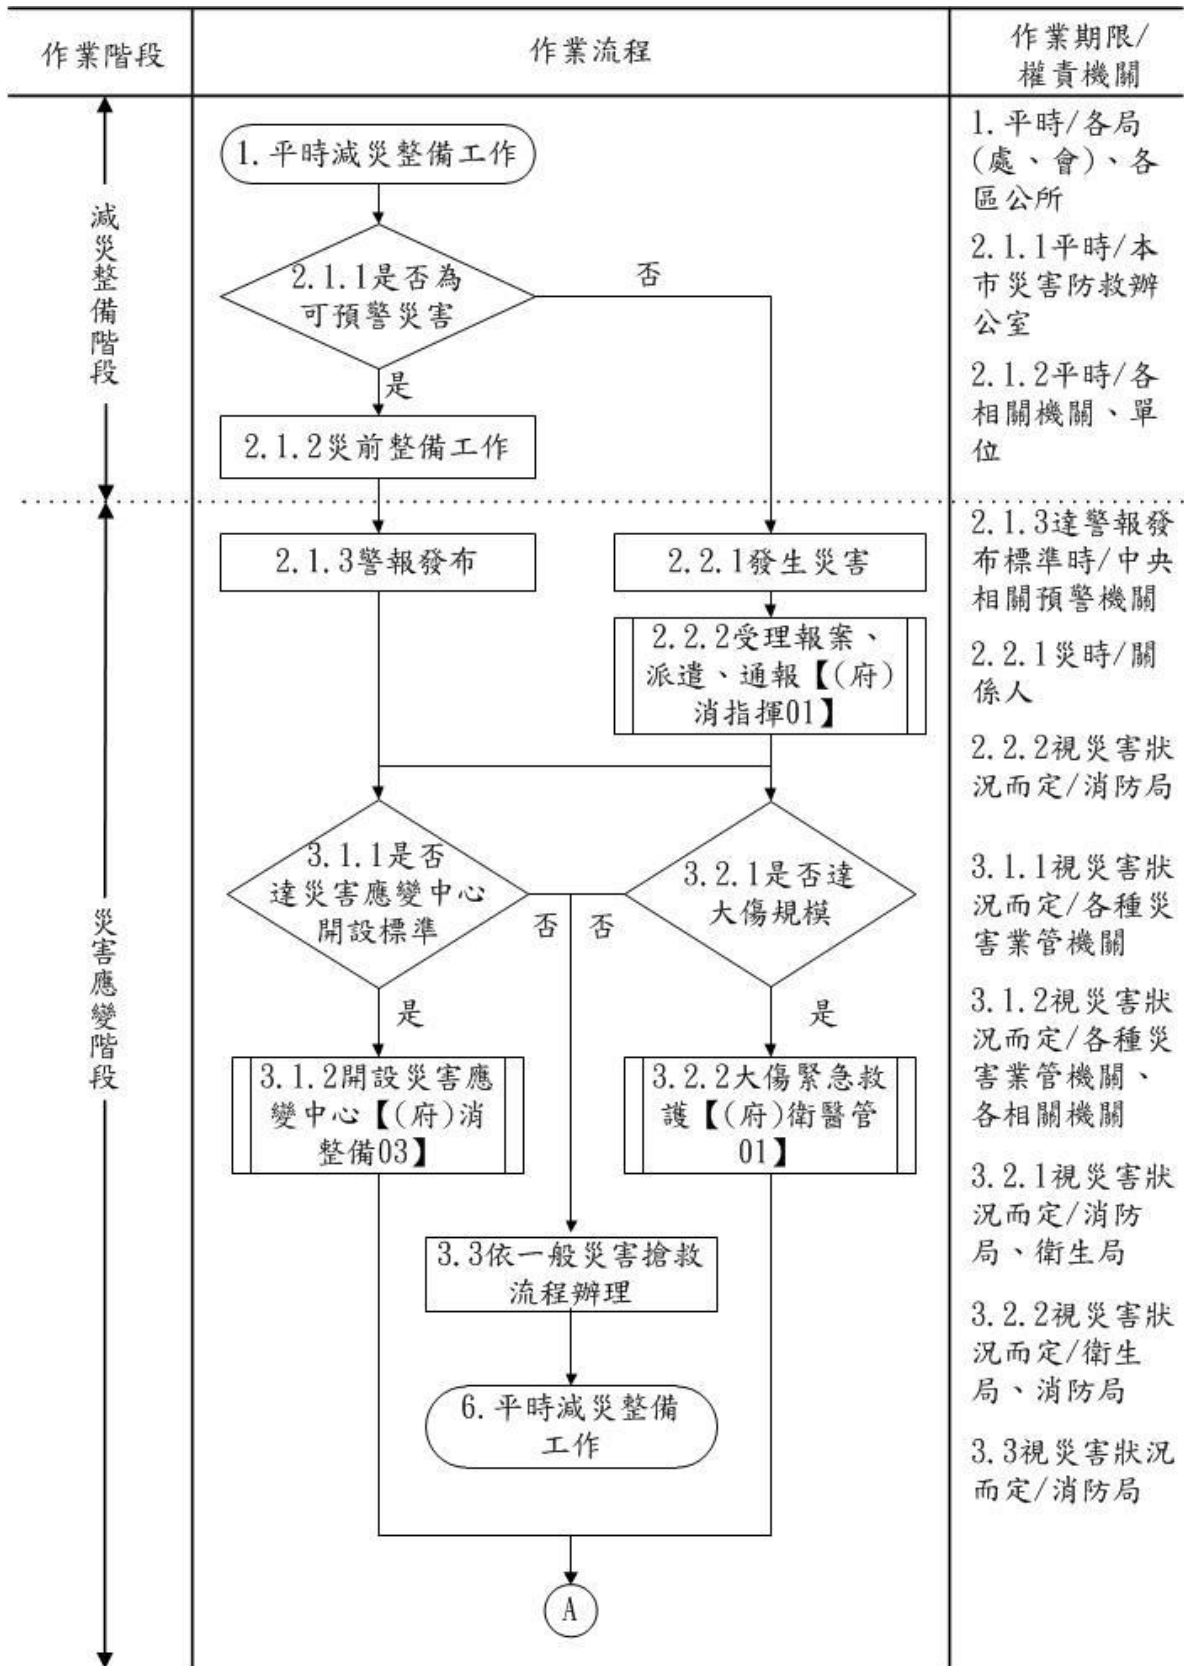 作業階段
作業流程
作業期限/
權責機關
減災整備階段
1.平時減災整備工作
2.1.1是否為
可預警災害
否
是
2.1.2災前整備工作
1.平時/各局
(處、會)、各
區公所
2.1.1平時/本
市災害防救辦
公室
2.1.2平時/各
相關機關、單
位
災害應變階段
2.1.3警報發布
2.2.1發生災害
2.2.2受理報案、
派遣、通報【(府)
消指揮01】
3.1.1是否
達災害應變中心
開設標準
否
否
3.2.1是否達
大傷規模
是
是
3.1.2開設災害應
變中心【(府)消
整備03】
3.2.2大傷緊急救
護【(府)衛醫管
01】
3.3依一般災害搶救
流程辦理
6.平時減災整備
工作
A
2.1.3達警報發
布標準時/中央
相關預警機關
2.2.1災時/關
係人
2.2.2視災害狀
況而定/消防局
3.1.1視災害狀
況而定/各種災
害業管機關
3.1.2視災害狀
況而定/各種災
害業管機關、
各相關機關
3.2.1視災害狀
況而定/消防
局、衛生局
3.2.2視災害狀
況而定/衛生
局、消防局
3.3視災害狀況
而定/消防局